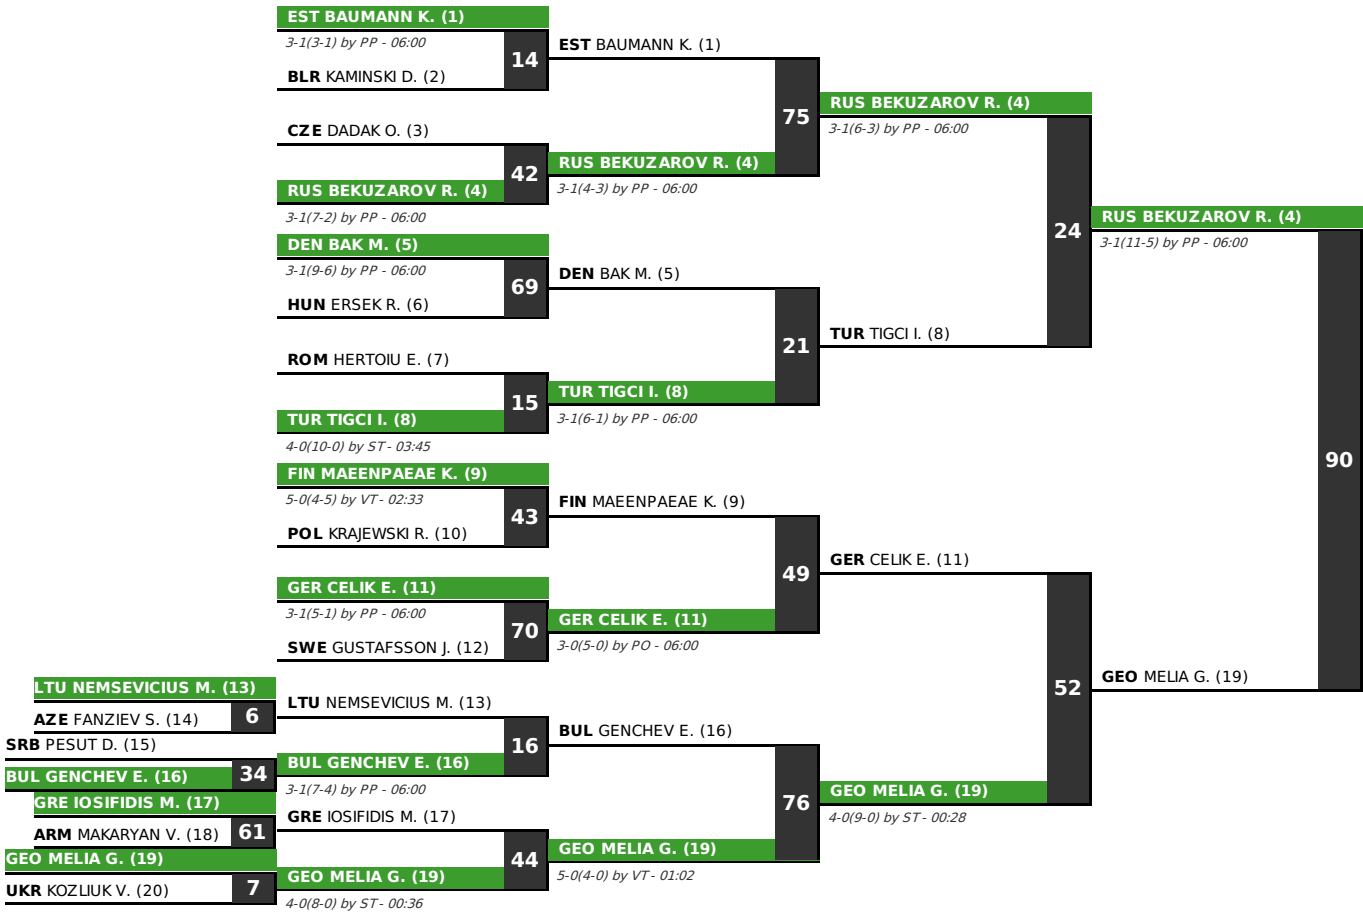 EST BAUMANN K. (1)
3-1(3-1) by PP - 06:00
BLR KAMINSKI D. (2)
14
CZE DADAK O. (3)
42
RUS BEKUZAROV R. (4)
3-1(7-2) by PP - 06:00
DEN BAK M. (5)
3-1(9-6) by PP - 06:00
69
HUN ERSEK R. (6)
ROM HERTOIU E. (7)
15
TUR TIGCI I. (8)
4-0(10-0) by ST - 03:45
FIN MAEENPAEAE K. (9)
5-0(4-5) by VT - 02:33
43
POL KRAJEWSKI R. (10)
GER CELIK E. (11)
3-1(5-1) by PP - 06:00
70
SWE GUSTAFSSON J. (12)
LTU NEMSEVICIUS M. (13)
AZE FANZIEV S. (14)
6
SRB PESUT D. (15)
BUL GENCHEV E. (16)
34
GRE IOSIFIDIS M. (17)
ARM MAKARYAN V. (18)
61
GEO MELIA G. (19)
UKR KOZLIUK V. (20)
7
LTU NEMSEVICIUS M. (13)
16
BUL GENCHEV E. (16)
3-1(7-4) by PP - 06:00
GRE IOSIFIDIS M. (17)
44
GEO MELIA G. (19)
4-0(8-0) by ST - 00:36
EST BAUMANN K. (1)
75
RUS BEKUZAROV R. (4)
3-1(4-3) by PP - 06:00
DEN BAK M. (5)
21
TUR TIGCI I. (8)
3-1(6-1) by PP - 06:00
FIN MAEENPAEAE K. (9)
49
GER CELIK E. (11)
3-0(5-0) by PO - 06:00
BUL GENCHEV E. (16)
76
GEO MELIA G. (19)
5-0(4-0) by VT - 01:02
RUS BEKUZAROV R. (4)
3-1(6-3) by PP - 06:00
24
TUR TIGCI I. (8)
GER CELIK E. (11)
52
GEO MELIA G. (19)
4-0(9-0) by ST - 00:28
RUS BEKUZAROV R. (4)
3-1(11-5) by PP - 06:00
90
GEO MELIA G. (19)